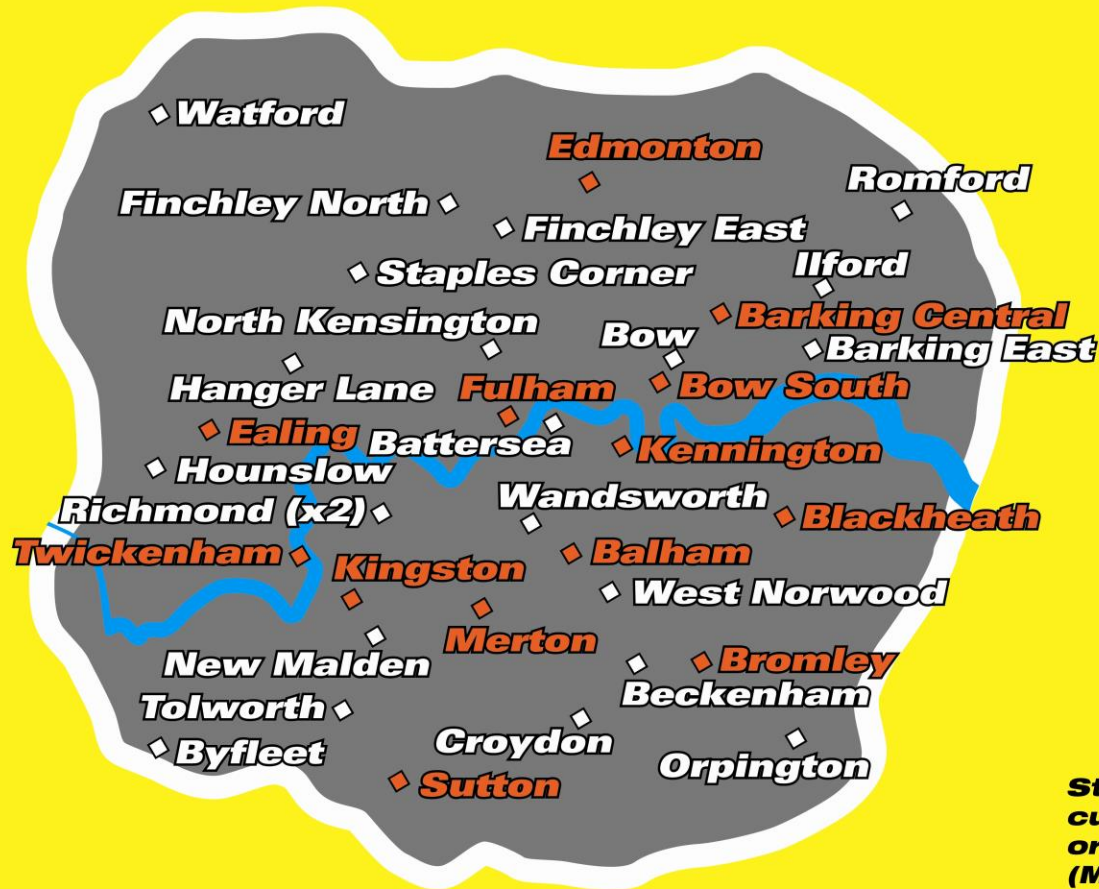 Watford
Edmonton
Romford
Finchley North
Finchley East
Ilford
Staples Corner
Barking Central
North Kensington
Bow
Barking East
Hanger Lane
Fulham
Bow South
Ealing
Battersea
Kennington
Hounslow
Wandsworth
Richmond (x2)
Blackheath
Twickenham
Balham
Kingston
West Norwood
Merton
New Malden
Bromley
Beckenham
Tolworth
Croydon
Byfleet
Orpington
Sutton